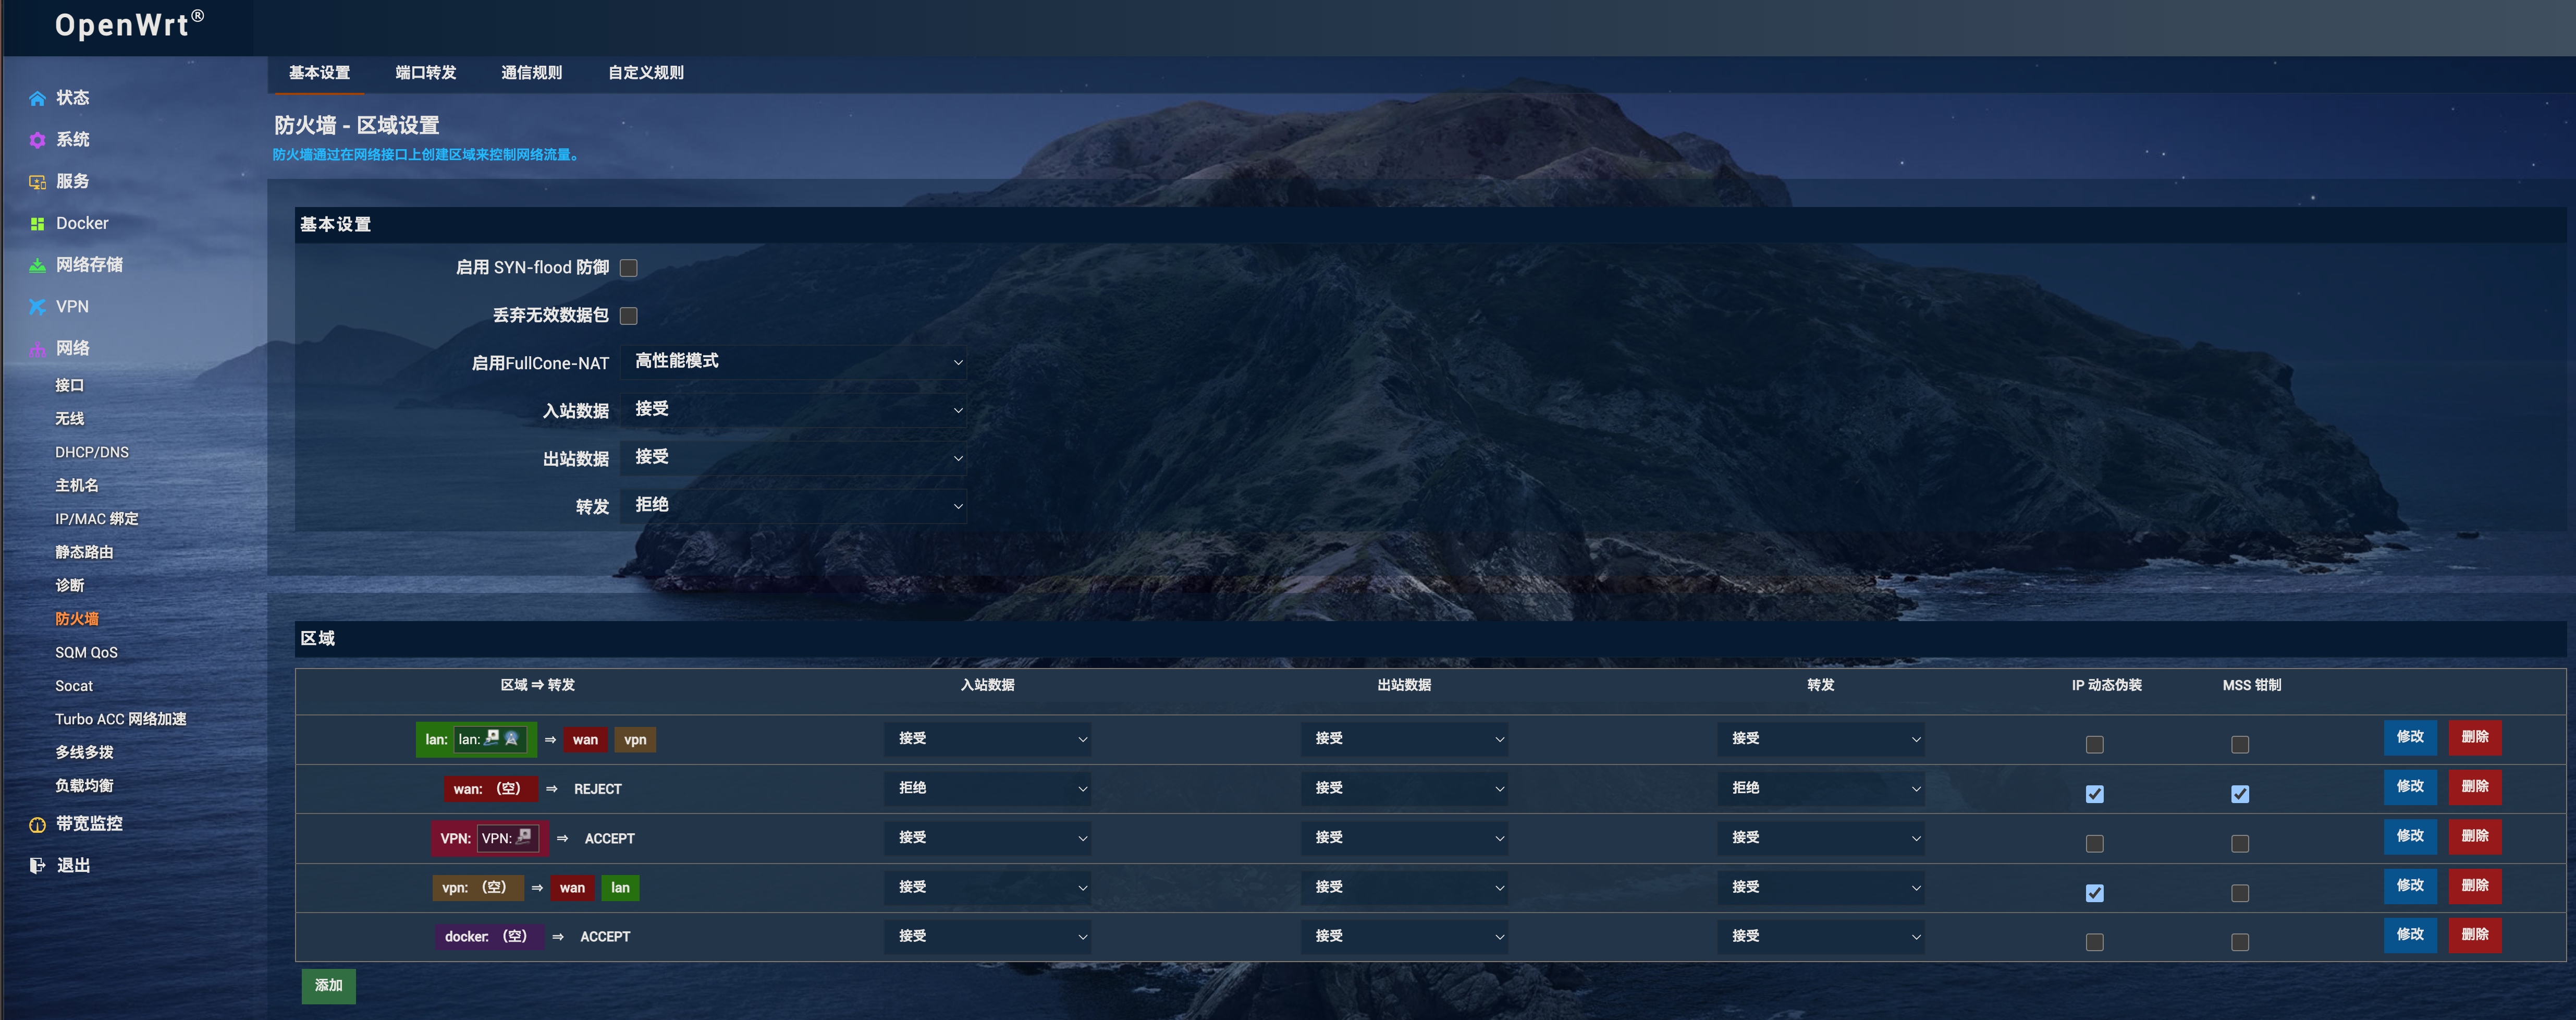 OpenWrt®
状态
系统
服务
Docker
网络存储
VPN
网络
接口
无线
DHCP/DNS
主机名
IP/MAC 绑定
静态路由
诊断
防火墙
SQM QoS
Socat
Turbo ACC 网络加速
多线多拨
负载均衡
带宽监控
退出
基本设置 端口转发 通信规则 自定义规则
防火墙 - 区域设置
防火墙通过在网络接口上创建区域来控制网络流量。
基本设置
启用 SYN-flood 防御
丢弃无效数据包
启用FullCone-NAT 高性能模式
入站数据 接受
出站数据 接受
转发 拒绝
区域
区域 ⇒ 转发 入站数据 出站数据 转发 IP 动态伪装 MSS 钳制
lan: lan: ⇒ wan vpn 接受 接受 接受 修改 删除
wan: (空) ⇒ REJECT 拒绝 接受 拒绝 修改 删除
VPN: VPN: ⇒ ACCEPT 接受 接受 接受 修改 删除
vpn: (空) ⇒ wan lan 接受 接受 接受 修改 删除
docker: (空) ⇒ ACCEPT 接受 接受 接受 修改 删除
添加